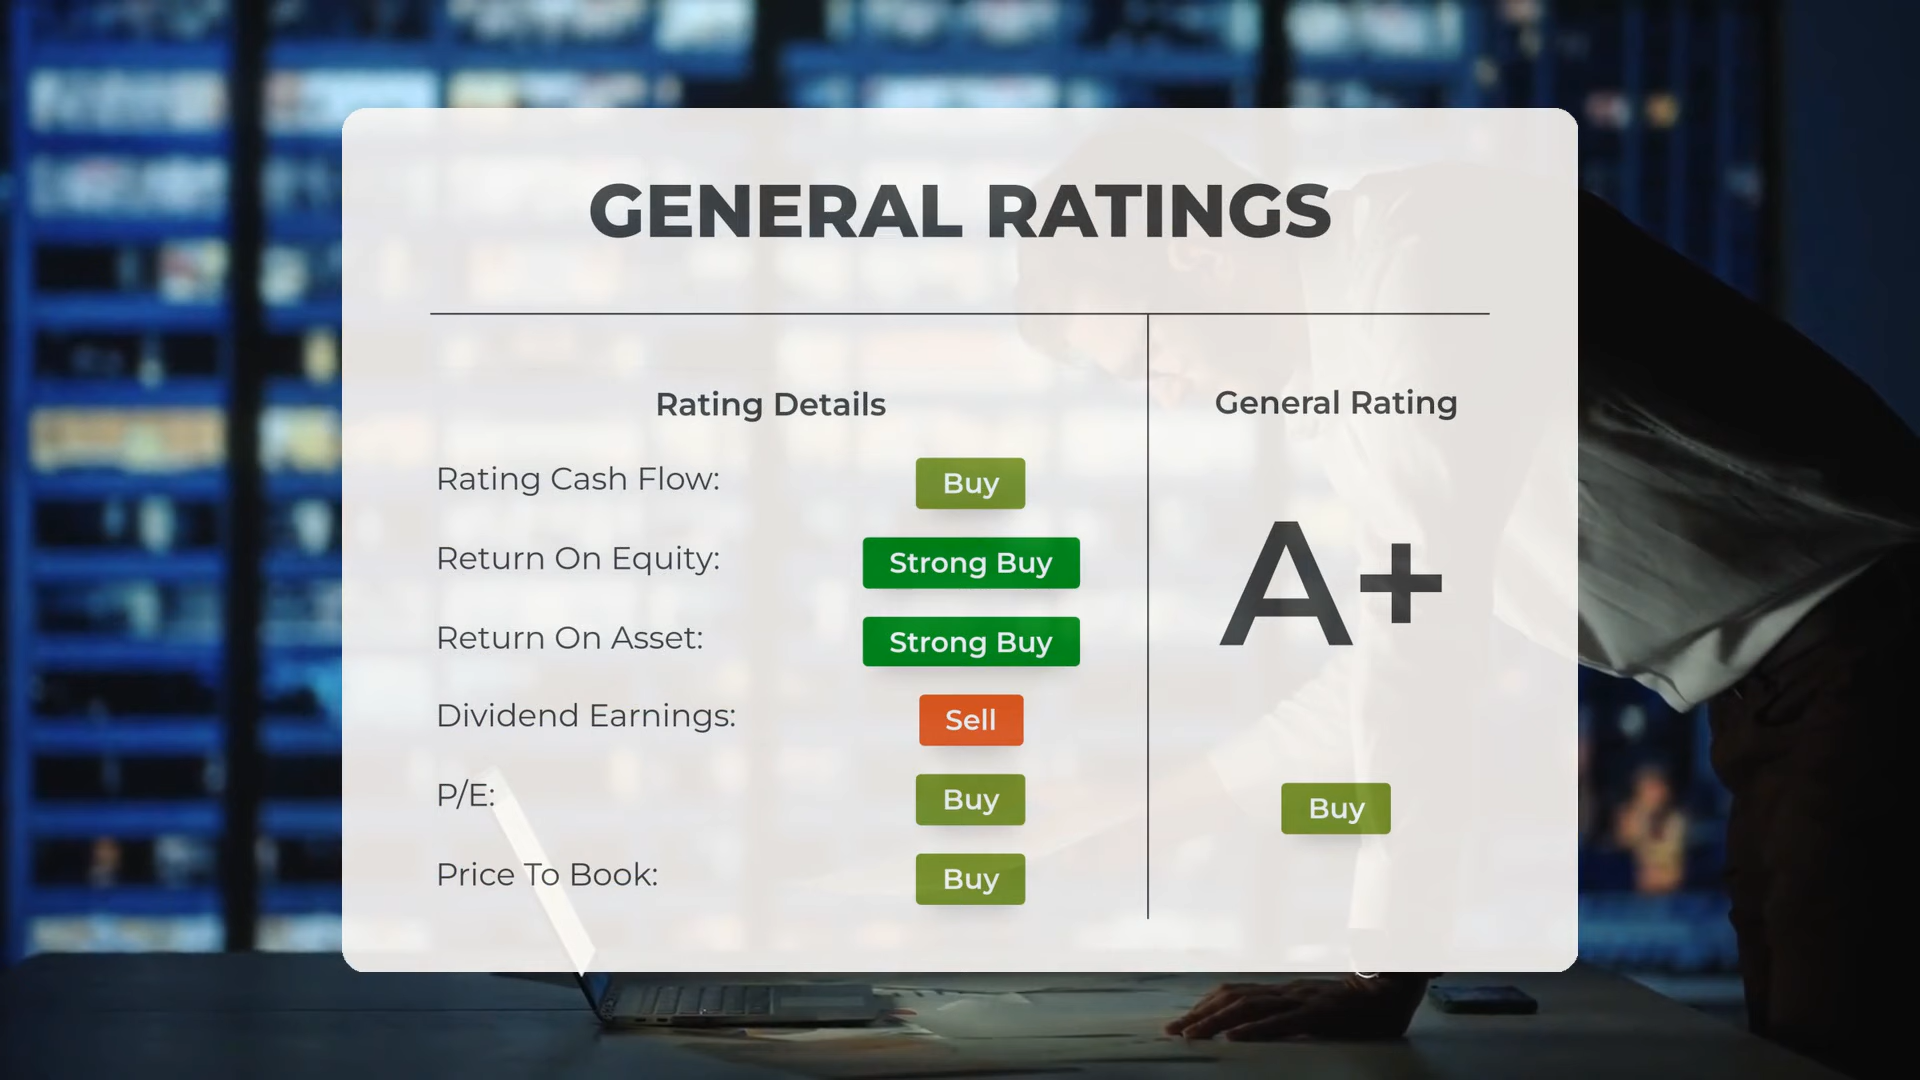 GENERAL RATINGS
Rating Details
Rating Cash Flow: Buy
Return On Equity: Strong Buy
Return On Asset: Strong Buy
Dividend Earnings: Sell
P/E: Buy
Price To Book: Buy
General Rating
A+
Buy